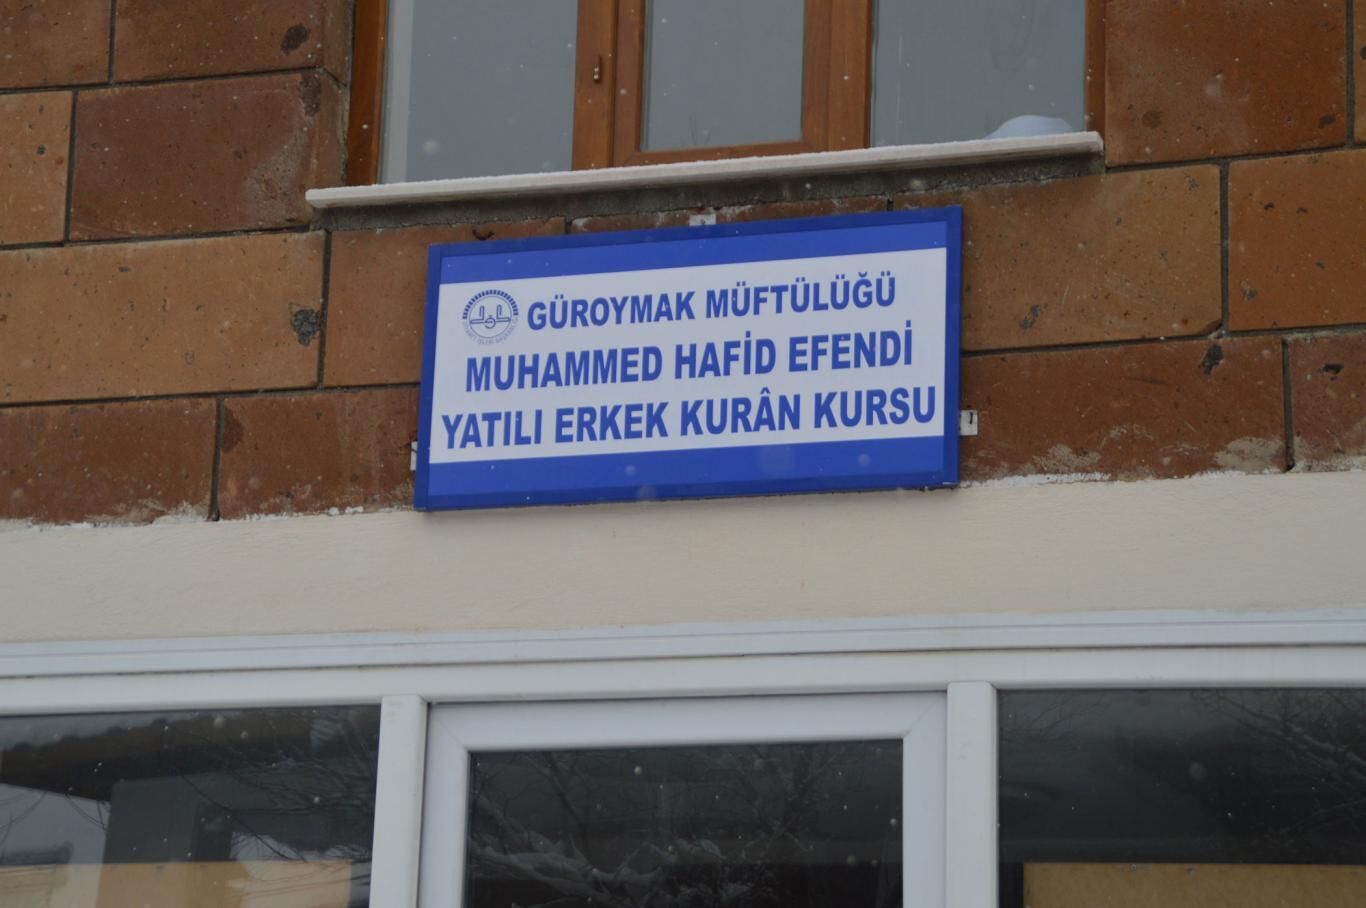 GÜROYMAK MÜFTÜLÜĞÜ
MUHAMMED HAFİD EFENDİ
YATILI ERKEK KURÂN KURSU